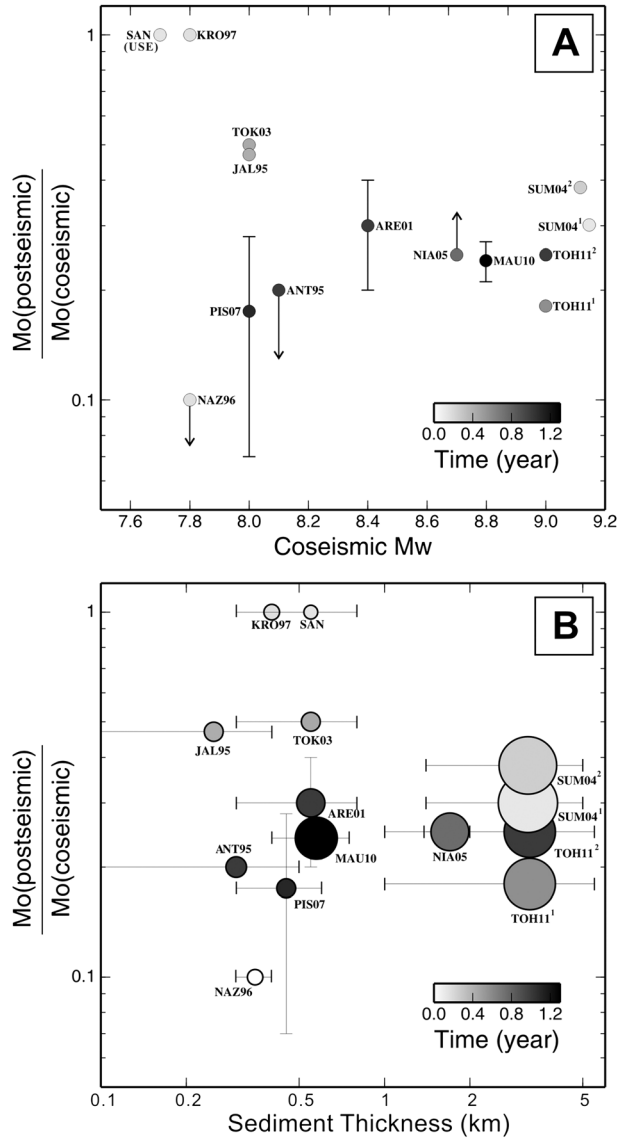 A
SAN
(USE)
KRO97
TOK03
JAL95
ARE01
NIA05
MAU10
SUM04²
SUM04¹
TOH11²
TOH11¹
ANT95
PIS07
NAZ96
1
0.1
Mo(postseismic)
Mo(coseismic)
0.0 0.4 0.8 1.2
Time (year)
7.6 7.8 8.0 8.2 8.4 8.6 8.8 9.0 9.2
Coseismic Mw
B
KRO97
SAN
JAL95
TOK03
ARE01
MAU10
ANT95
PIS07
NAZ96
NIA05
SUM04²
SUM04¹
TOH11²
TOH11¹
1
0.1
Mo(postseismic)
Mo(coseismic)
0.0 0.4 0.8 1.2
Time (year)
0.1 0.2 0.5 1 2 5
Sediment Thickness (km)